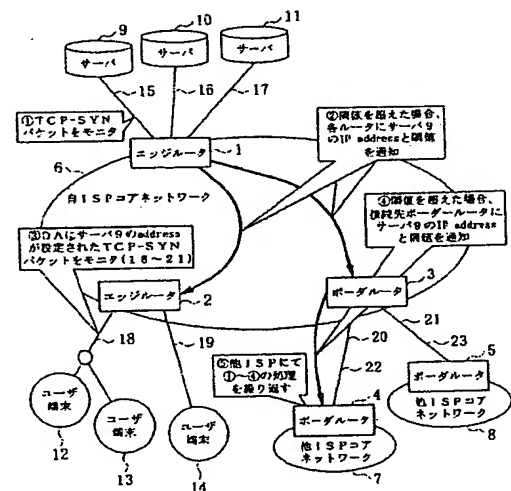 9
10
11
サーバ
サーバ
サーバ
15
16
17
①TCP-SYN
パケットをモニタ
②閾値を超えた場合、
各ルータにサーバ9
のIP addressと閾値
を通知
エッジルータ
1
6
自ISPコアネットワーク
④閾値を超えた場合、
接続先ボーダールータに
サーバ9のIP address
と閾値を通知
③DAにサーバ9のaddress
が設定されたTCP-SYN
パケットをモニタ(18~21)
エッジルータ
2
ボーダルータ
3
18
19
20
21
22
23
⑤他ISPにて
①~④の処理
を繰り返す
5
ボーダルータ
他ISPコア
ネットワーク
8
4
ボーダルータ
他ISPコア
ネットワーク
7
ユーザ
端末
12
ユーザ
端末
13
ユーザ
端末
14